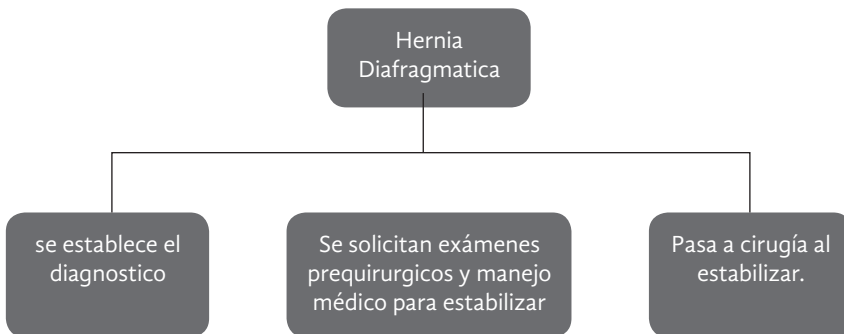 Hernia
Diafragmatica
se establece el
diagnostico
Se solicitan exámenes
prequirurgicos y manejo
médico para estabilizar
Pasa a cirugía al
estabilizar.